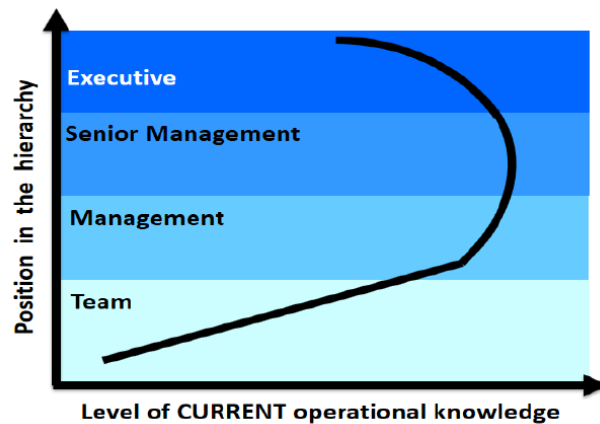 Position in the hierarchy
Executive
Senior Management
Management
Team
Level of CURRENT operational knowledge